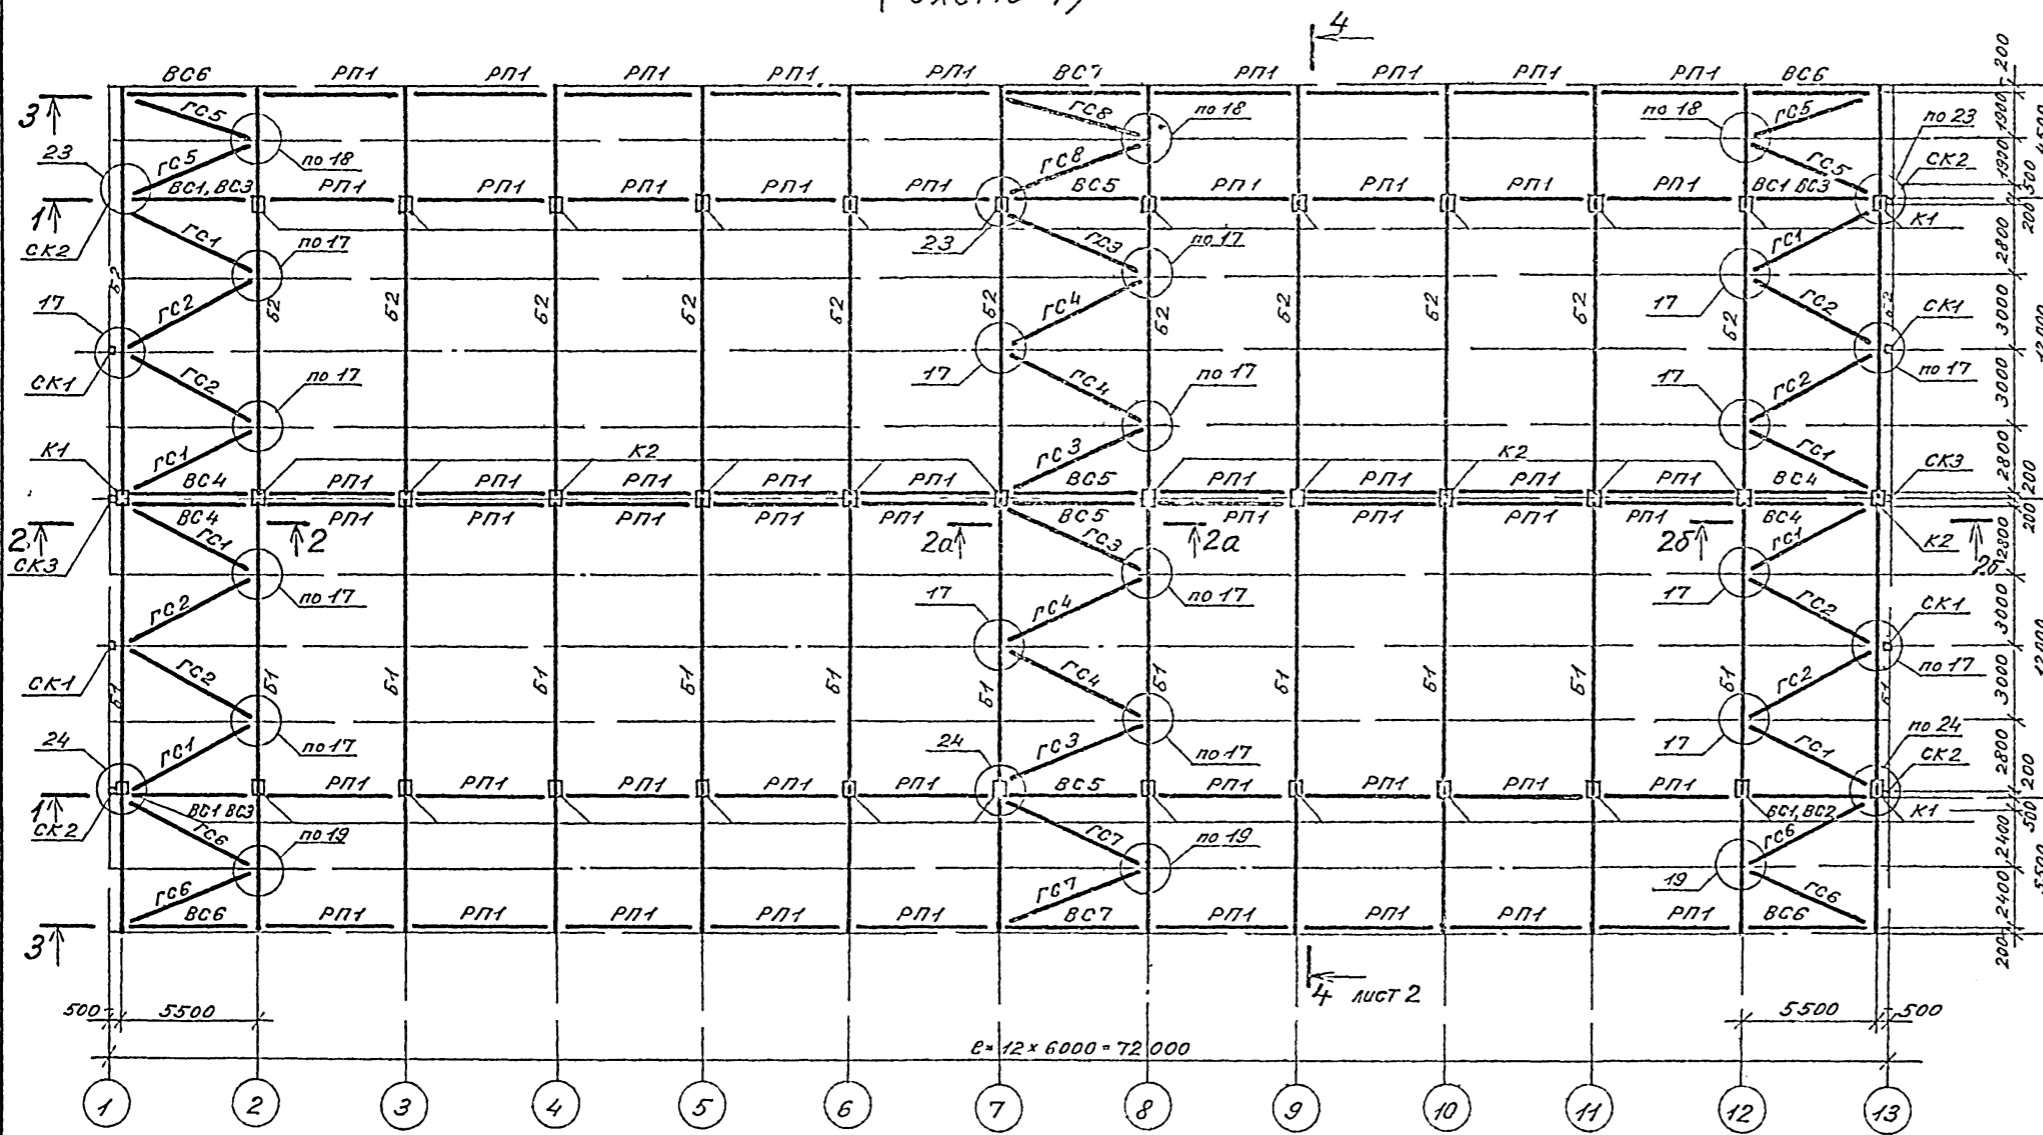 4
ВС6 РП1 РП1 РП1 РП1 РП1 ВС7 РП1 РП1 РП1 РП1 ВС6 200
3 ГС5 ГС8 по 18 по 18 ГС5 1900
23 ГС5 по 18 ГС8 ГС5 по 23 1900 4500
СК2
ВС1, ВС3 РП1 РП1 РП1 РП1 РП1 ВС5 РП1 РП1 РП1 РП1 ВС1 ВС3 500
1 К1 200
СК2 ГС1 по 17 23 ГС3 по 17 ГС1 2800
17 Б2 ГС2 Б2 Б2 Б2 Б2 Б2 Б2 ГС4 Б2 Б2 Б2 Б2 17 Б2 ГС2 Б2 СК1 3000 12000
СК1 ГС2 по 17 17 ГС4 по 17 17 ГС2 по 17 3000
К1 ГС1 К2 ГС3 К2 ГС1 СК3 2800
ВС4 РП1 РП1 РП1 РП1 РП1 ВС5 РП1 РП1 РП1 РП1 ВС4 200
ВС4 РП1 РП1 РП1 РП1 РП1 ВС5 РП1 РП1 РП1 РП1 ВС4 200
2 ГС1 2 2а ГС3 2а 2б ГС1 К2 2б 2800
СК3
ГС2 по 17 17 ГС4 по 17 17 ГС2 СК1 3000 12000
СК1 Б1 ГС2 Б1 Б1 Б1 Б1 Б1 Б1 ГС4 Б1 Б1 Б1 Б1 Б1 ГС2 Б1 по 17 3000
24 ГС1 по 17 24 ГС3 по 17 17 ГС1 по 24 2800
СК2
РП1 РП1 РП1 РП1 РП1 ВС5 РП1 РП1 РП1 РП1 200
1 ВС1 ВС3 ВС1, ВС2 К1 500
СК2 ГС6 по 19 ГС7 по 19 ГС6 2400
ГС6 ГС7 19 ГС6 2400 5500
ВС6 РП1 РП1 РП1 РП1 РП1 ВС7 РП1 РП1 РП1 РП1 ВС6
3 200
4 лист 2
500 5500 5500 500
ℓ=12×6000=72 000
1 2 3 4 5 6 7 8 9 10 11 12 13